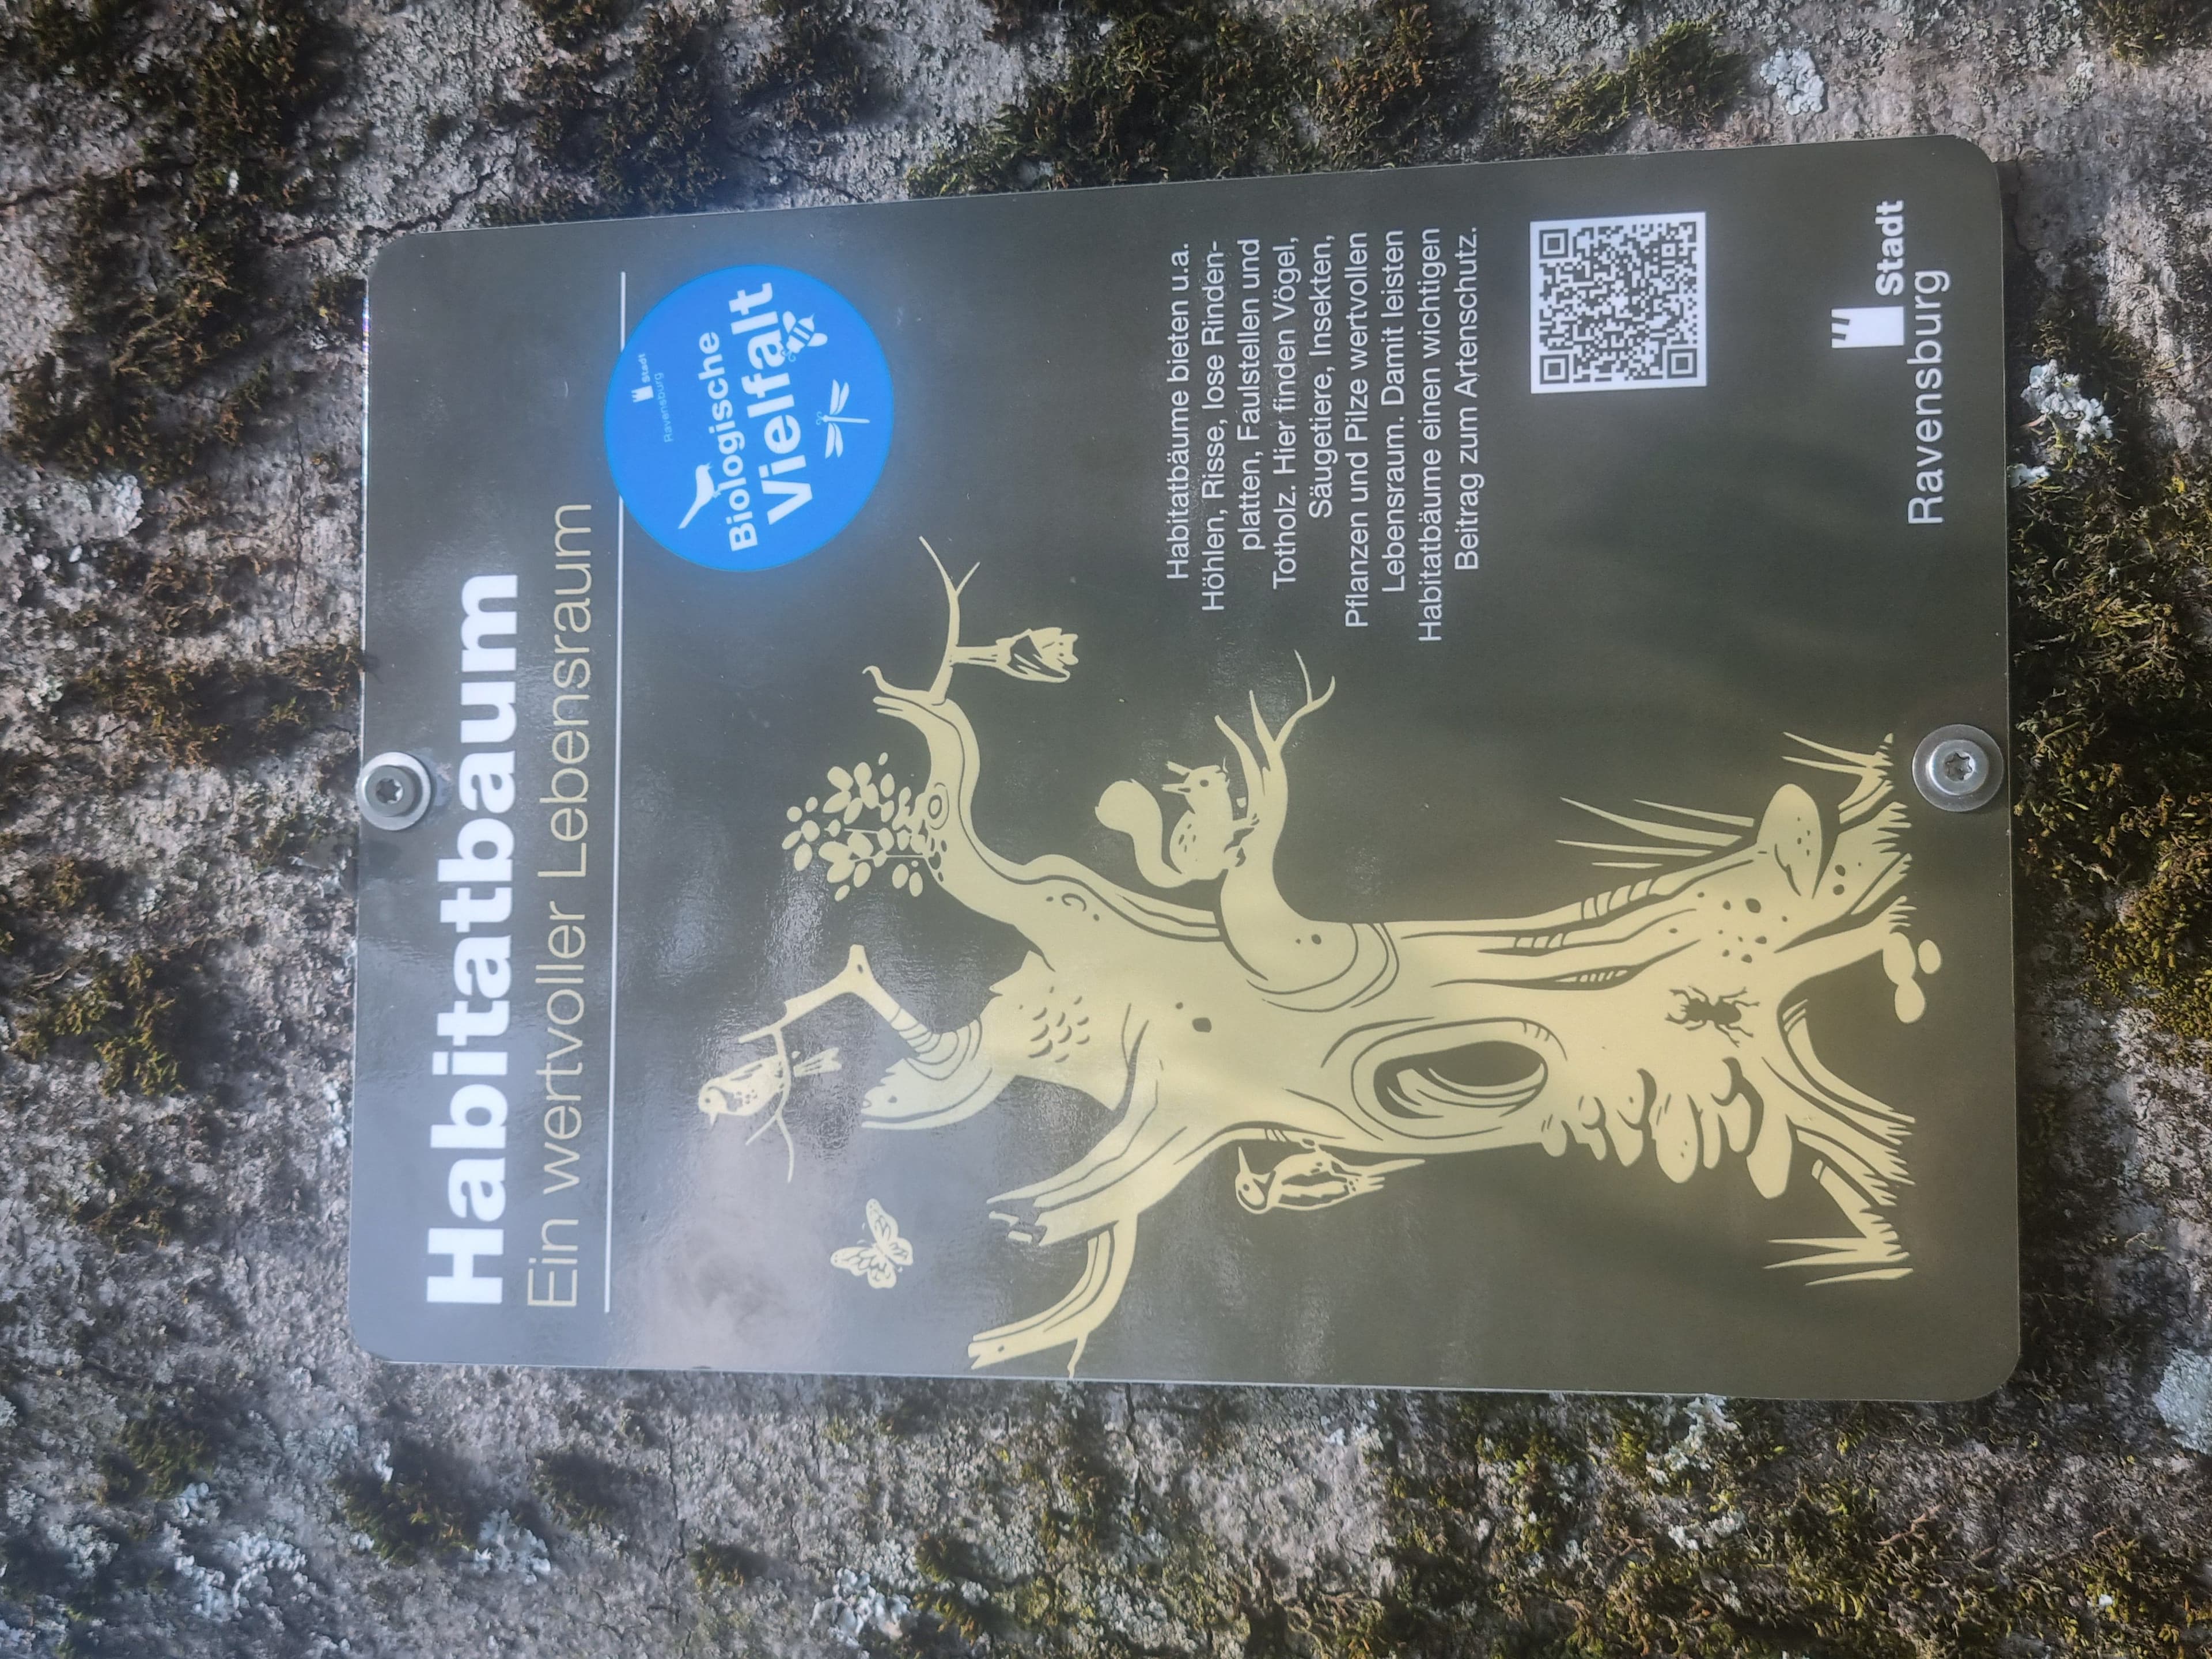 Habitatbaum
Ein wertvoller Lebensraum
Stadt
Ravensburg
Biologische
Vielfalt
Habitatbäume bieten u.a.
Höhlen, Risse, lose Rinden-
platten, Faulstellen und
Totholz. Hier finden Vögel,
Säugetiere, Insekten,
Pflanzen und Pilze wertvollen
Lebensraum. Damit leisten
Habitatbäume einen wichtigen
Beitrag zum Artenschutz.
Stadt
Ravensburg